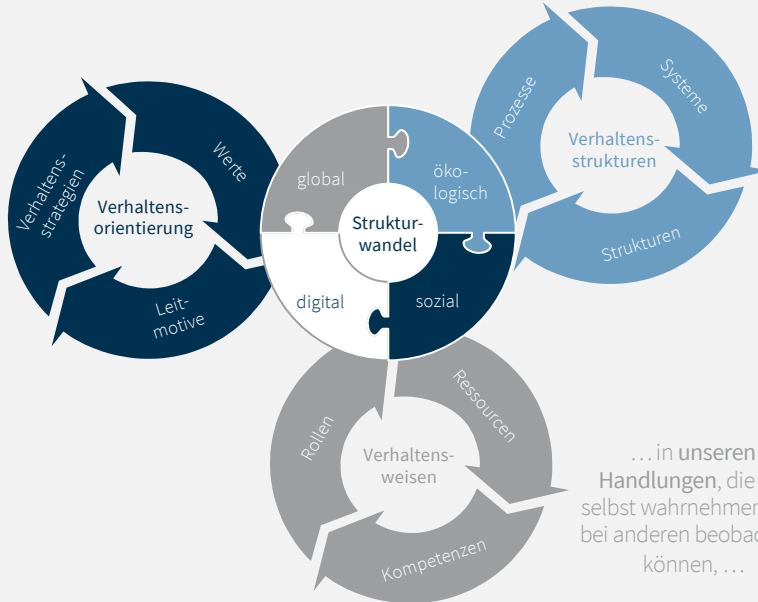 Prozesse
Systeme
Verhaltens-
strukturen
Strukturen
Verhaltens-
strategien
Werte
Verhaltens-
orientierung
Leit-
motive
global
öko-
logisch
Struktur-
wandel
digital
sozial
Rollen
Ressourcen
Verhaltens-
weisen
Kompetenzen
… in unseren
Handlungen, die
selbst wahrnehmen
bei anderen beobac
können, …